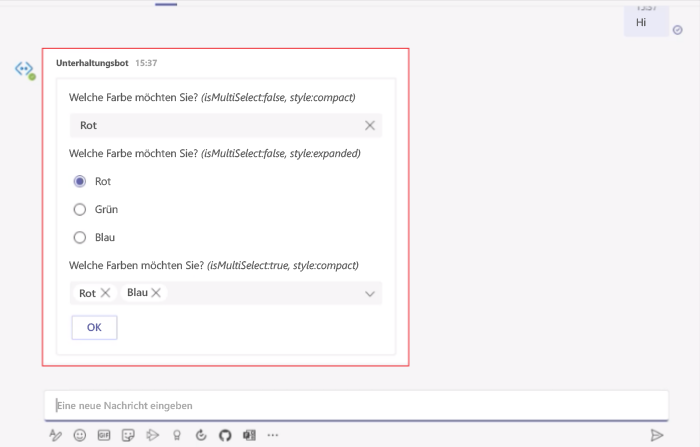 15:37
Hi
Unterhaltungsbot 15:37
Welche Farbe möchten Sie? (isMultiSelect:false, style:compact)
Rot
Welche Farbe möchten Sie? (isMultiSelect:false, style:expanded)
Rot
Grün
Blau
Welche Farben möchten Sie? (isMultiSelect:true, style:compact)
Rot Blau
OK
Eine neue Nachricht eingeben
GIF